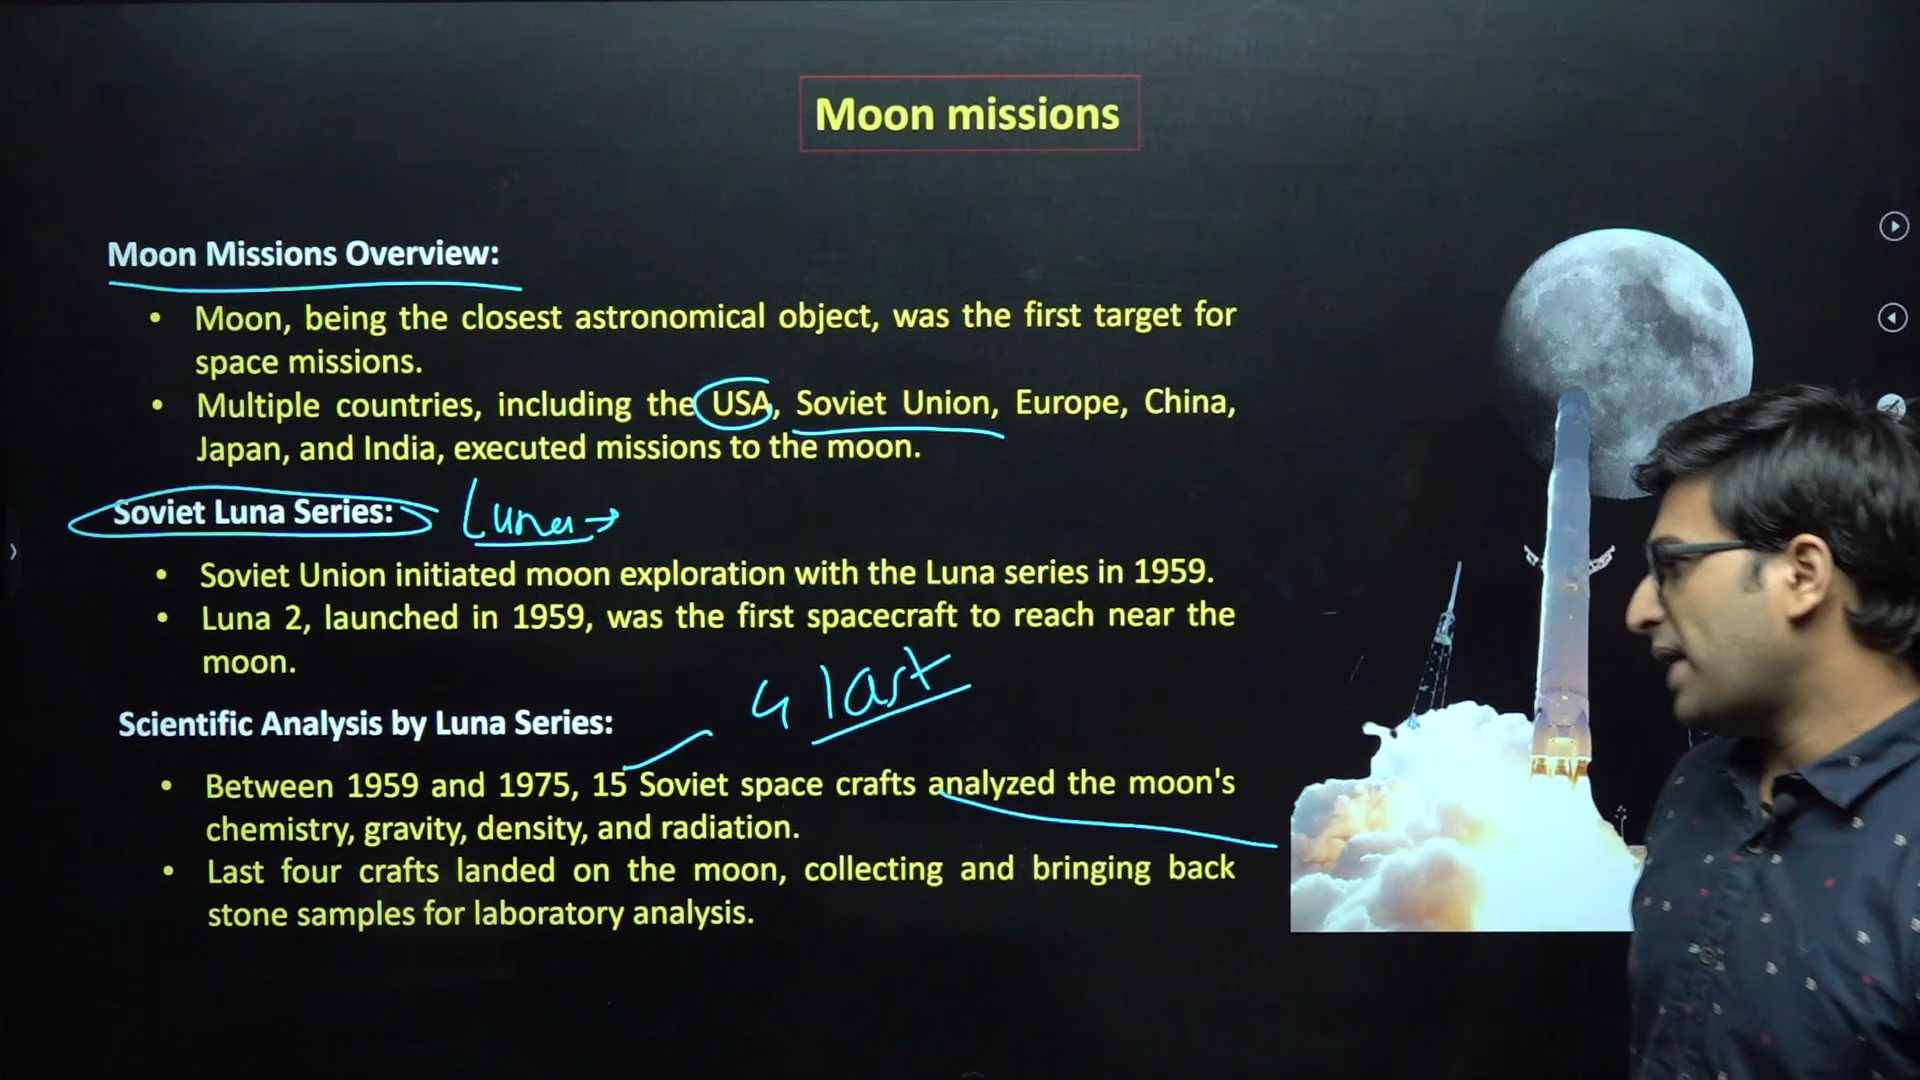 Moon missions
Moon Missions Overview:
• Moon, being the closest astronomical object, was the first target for
space missions.
• Multiple countries, including the USA, Soviet Union, Europe, China,
Japan, and India, executed missions to the moon.
Soviet Luna Series: Luna →
• Soviet Union initiated moon exploration with the Luna series in 1959.
• Luna 2, launched in 1959, was the first spacecraft to reach near the
moon.
4 last
Scientific Analysis by Luna Series:
• Between 1959 and 1975, 15 Soviet space crafts analyzed the moon's
chemistry, gravity, density, and radiation.
• Last four crafts landed on the moon, collecting and bringing back
stone samples for laboratory analysis.